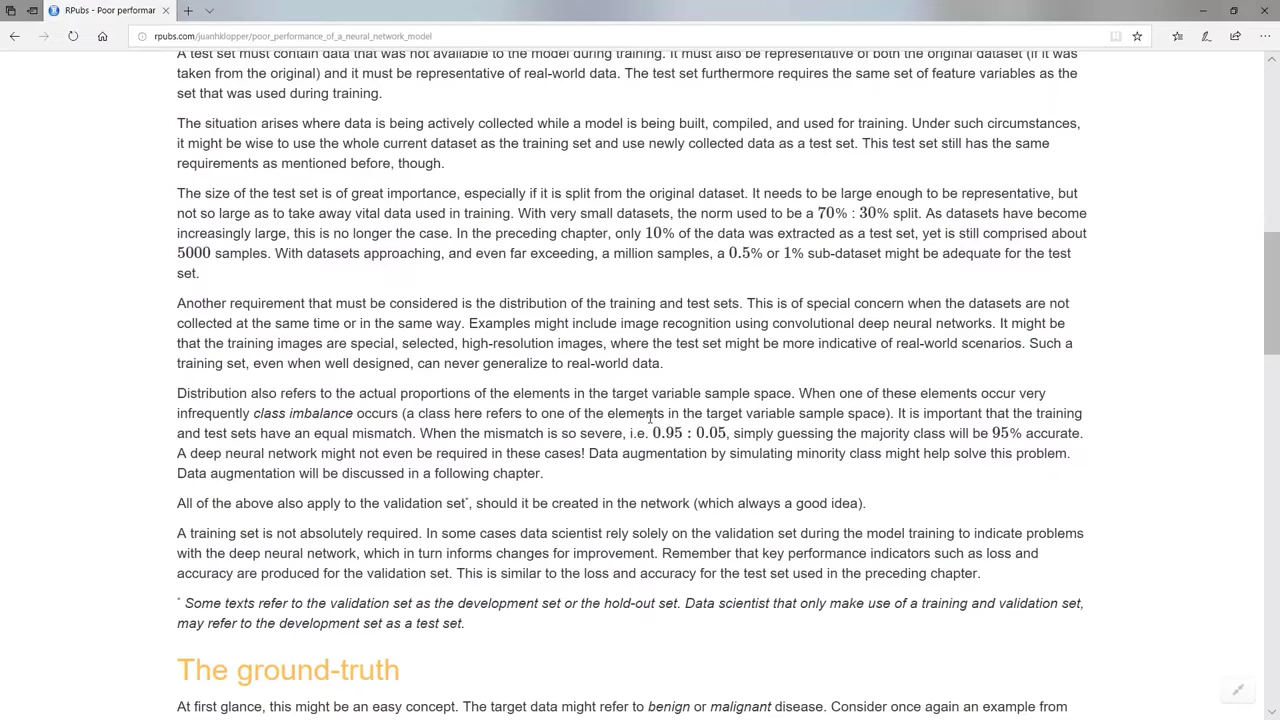 RPubs - Poor performar
rpubs.com/juanhklopper/poor_performance_of_a_neural_network_model
A test set must contain data that was not available to the model during training. It must also be representative of both the original dataset (if it was
taken from the original) and it must be representative of real-world data. The test set furthermore requires the same set of feature variables as the
set that was used during training.
The situation arises where data is being actively collected while a model is being built, compiled, and used for training. Under such circumstances,
it might be wise to use the whole current dataset as the training set and use newly collected data as a test set. This test set still has the same
requirements as mentioned before, though.
The size of the test set is of great importance, especially if it is split from the original dataset. It needs to be large enough to be representative, but
not so large as to take away vital data used in training. With very small datasets, the norm used to be a 70% : 30% split. As datasets have become
increasingly large, this is no longer the case. In the preceding chapter, only 10% of the data was extracted as a test set, yet is still comprised about
5000 samples. With datasets approaching, and even far exceeding, a million samples, a 0.5% or 1% sub-dataset might be adequate for the test
set.
Another requirement that must be considered is the distribution of the training and test sets. This is of special concern when the datasets are not
collected at the same time or in the same way. Examples might include image recognition using convolutional deep neural networks. It might be
that the training images are special, selected, high-resolution images, where the test set might be more indicative of real-world scenarios. Such a
training set, even when well designed, can never generalize to real-world data.
Distribution also refers to the actual proportions of the elements in the target variable sample space. When one of these elements occur very
infrequently class imbalance occurs (a class here refers to one of the elements in the target variable sample space). It is important that the training
and test sets have an equal mismatch. When the mismatch is so severe, i.e. 0.95 : 0.05, simply guessing the majority class will be 95% accurate.
A deep neural network might not even be required in these cases! Data augmentation by simulating minority class might help solve this problem.
Data augmentation will be discussed in a following chapter.
All of the above also apply to the validation set*, should it be created in the network (which always a good idea).
A training set is not absolutely required. In some cases data scientist rely solely on the validation set during the model training to indicate problems
with the deep neural network, which in turn informs changes for improvement. Remember that key performance indicators such as loss and
accuracy are produced for the validation set. This is similar to the loss and accuracy for the test set used in the preceding chapter.
* Some texts refer to the validation set as the development set or the hold-out set. Data scientist that only make use of a training and validation set,
may refer to the development set as a test set.
The ground-truth
At first glance, this might be an easy concept. The target data might refer to benign or malignant disease. Consider once again an example from